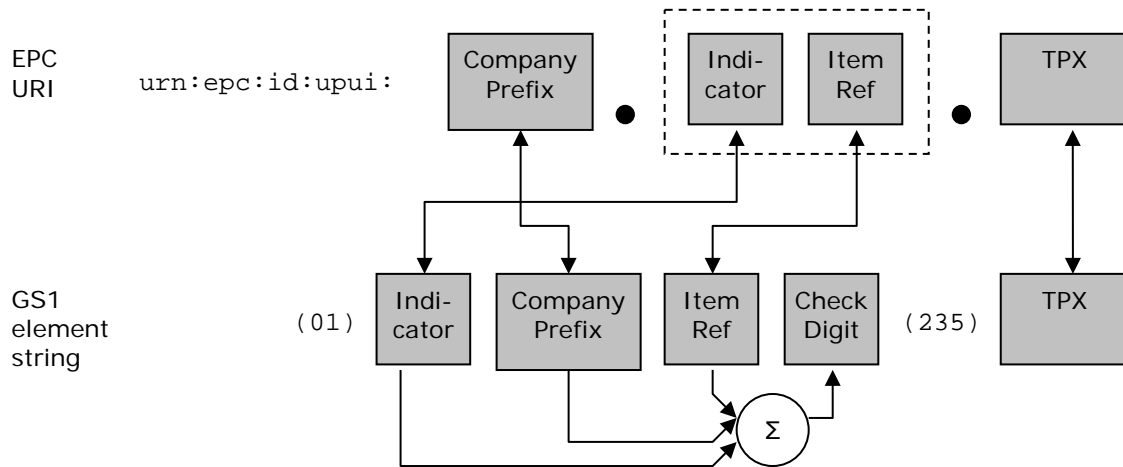 EPC
URI
urn:epc:id:upui:
Company
Prefix
Indi-
cator
Item
Ref
TPX
GS1
element
string
(01)
Indi-
cator
Company
Prefix
Item
Ref
Check
Digit
(235)
TPX
Σ